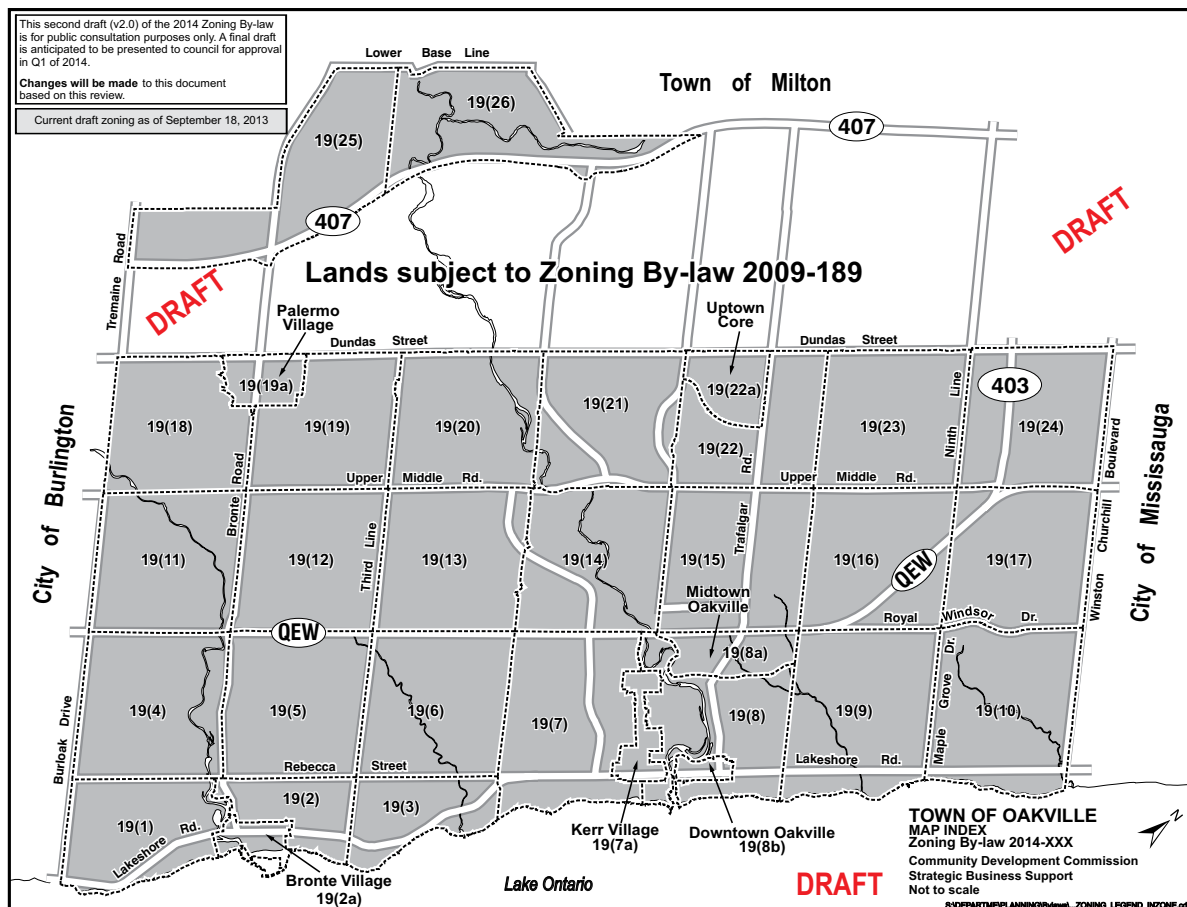 This second draft (v2.0) of the 2014 Zoning By-law
is for public consultation purposes only. A final draft
is anticipated to be presented to council for approval
in Q1 of 2014.
Changes will be made to this document
based on this review.
Current draft zoning as of September 18, 2013
Lower Base Line
Town of Milton
19(26)
19(25)
407
407
DRAFT
Tremaine Road
Lands subject to Zoning By-law 2009-189
DRAFT
Palermo
Village
Uptown
Core
Dundas Street
Dundas Street
19(19a)
19(22a)
403
19(18)
19(19)
19(20)
19(21)
19(22)
19(23)
19(24)
Ninth Line
City of Burlington
Bronte Road
Upper Middle Rd.
Upper Middle Rd.
Trafalgar Rd.
Winston Churchill Boulevard
City of Mississauga
19(11)
19(12)
Third Line
19(13)
19(14)
19(15)
19(16)
19(17)
QEW
Midtown
Oakville
Royal Windsor Dr.
QEW
19(8a)
19(4)
19(5)
19(6)
19(7)
19(8)
19(9)
19(10)
Burloak Drive
Maple Grove Dr.
Rebecca Street
Lakeshore Rd.
19(2)
19(3)
19(1)
Lakeshore Rd.
Kerr Village
19(7a)
Downtown Oakville
19(8b)
Bronte Village
19(2a)
Lake Ontario
DRAFT
TOWN OF OAKVILLE
MAP INDEX
Zoning By-law 2014-XXX
Community Development Commission
Strategic Business Support
Not to scale
N